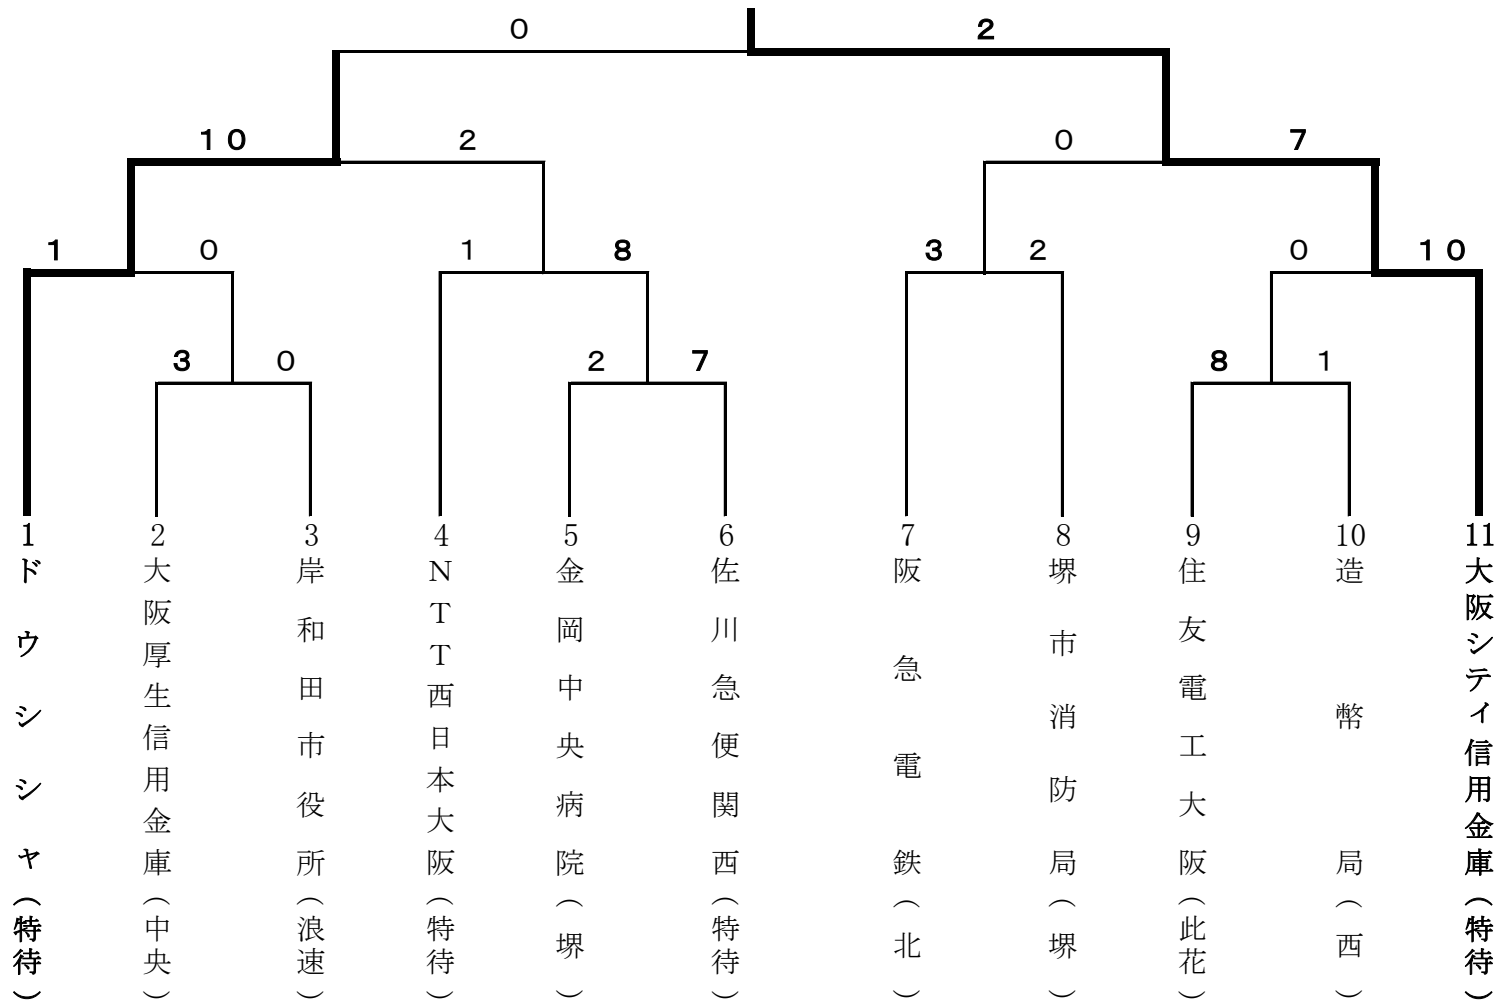 0 2
10 2 0 7
1 0 1 8 3 2 0 10
3 0 2 7 8 1
1 ドウシシャ(特待)
2 大阪厚生信用金庫(中央)
3 岸和田市役所(浪速)
4 NTT西日本大阪(特待)
5 金岡中央病院(堺)
6 佐川急便関西(特待)
7 阪急電鉄(北)
8 堺市消防局(堺)
9 住友電工大阪(此花)
10 造幣局(西)
11 大阪シティ信用金庫(特待)